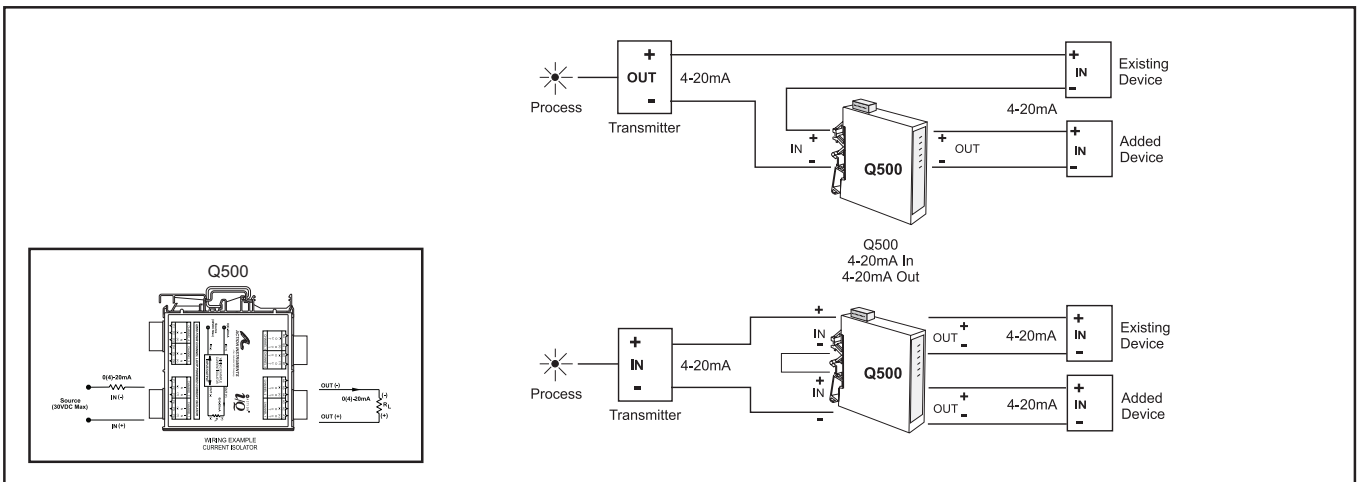 +
OUT
-
4-20mA
Process
Transmitter
+
IN
-
Existing
Device
4-20mA
IN
+
-
+
OUT
-
Q500
+
IN
-
Added
Device
Q500
4-20mA In
4-20mA Out
+
IN
-
+
IN
-
4-20mA
Process
Transmitter
Q500
OUT
+
-
4-20mA
+
IN
-
Existing
Device
+
IN
-
OUT
+
-
4-20mA
+
IN
-
Added
Device
Q500
0(4)-20mA
IN (-)
Source
(30VDC Max)
IN (+)
I/Q
OUT (-)
0(4)-20mA
(-)
R
L
(+)
OUT (+)
WIRING EXAMPLE
CURRENT ISOLATOR